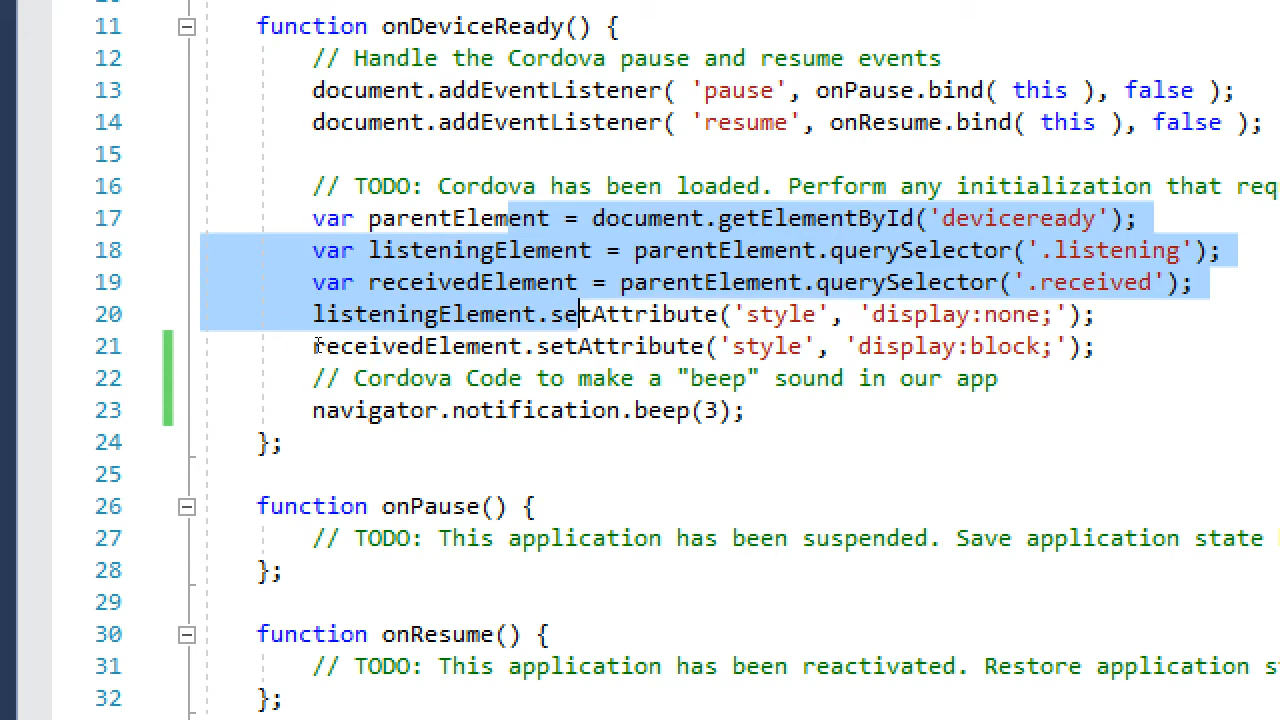 11 function onDeviceReady() {
12 // Handle the Cordova pause and resume events
13 document.addEventListener( 'pause', onPause.bind( this ), false );
14 document.addEventListener( 'resume', onResume.bind( this ), false );
15
16 // TODO: Cordova has been loaded. Perform any initialization that req
17 var parentElement = document.getElementById('deviceready');
18 var listeningElement = parentElement.querySelector('.listening');
19 var receivedElement = parentElement.querySelector('.received');
20 listeningElement.setAttribute('style', 'display:none;');
21 receivedElement.setAttribute('style', 'display:block;');
22 // Cordova Code to make a "beep" sound in our app
23 navigator.notification.beep(3);
24 };
25
26 function onPause() {
27 // TODO: This application has been suspended. Save application state
28 };
29
30 function onResume() {
31 // TODO: This application has been reactivated. Restore application s
32 };